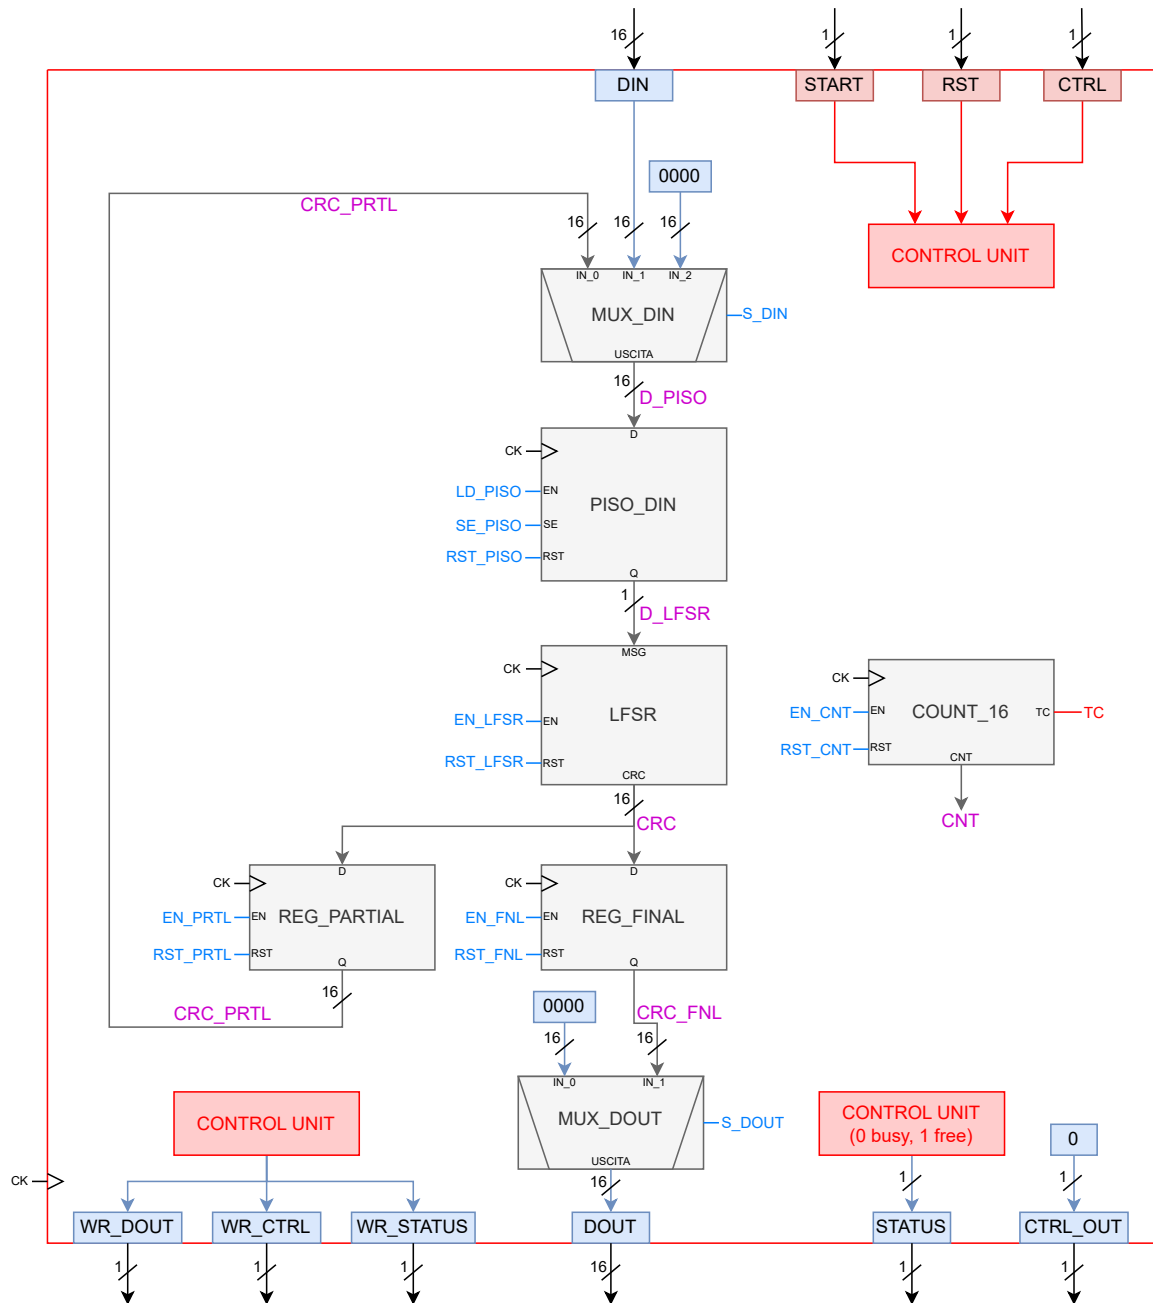 16
1
1
1
DIN
START
RST
CTRL
0000
CRC_PRTL
16
16
16
CONTROL UNIT
IN_0
IN_1
IN_2
MUX_DIN
S_DIN
USCITA
16
D_PISO
D
CK
LD_PISO
EN
PISO_DIN
SE_PISO
SE
RST_PISO
RST
Q
1
D_LFSR
MSG
CK
LFSR
EN_LFSR
EN
RST_LFSR
RST
CRC
CK
EN_CNT
EN
COUNT_16
TC
TC
RST_CNT
RST
CNT
CNT
16
CRC
D
CK
EN_PRTL
EN
REG_PARTIAL
RST_PRTL
RST
Q
D
CK
EN_FNL
EN
REG_FINAL
RST_FNL
RST
Q
16
CRC_PRTL
0000
CRC_FNL
16
16
IN_0
IN_1
MUX_DOUT
S_DOUT
USCITA
CONTROL UNIT
CONTROL UNIT
(0 busy, 1 free)
0
CK
16
1
1
WR_DOUT
WR_CTRL
WR_STATUS
DOUT
STATUS
CTRL_OUT
1
1
1
16
1
1